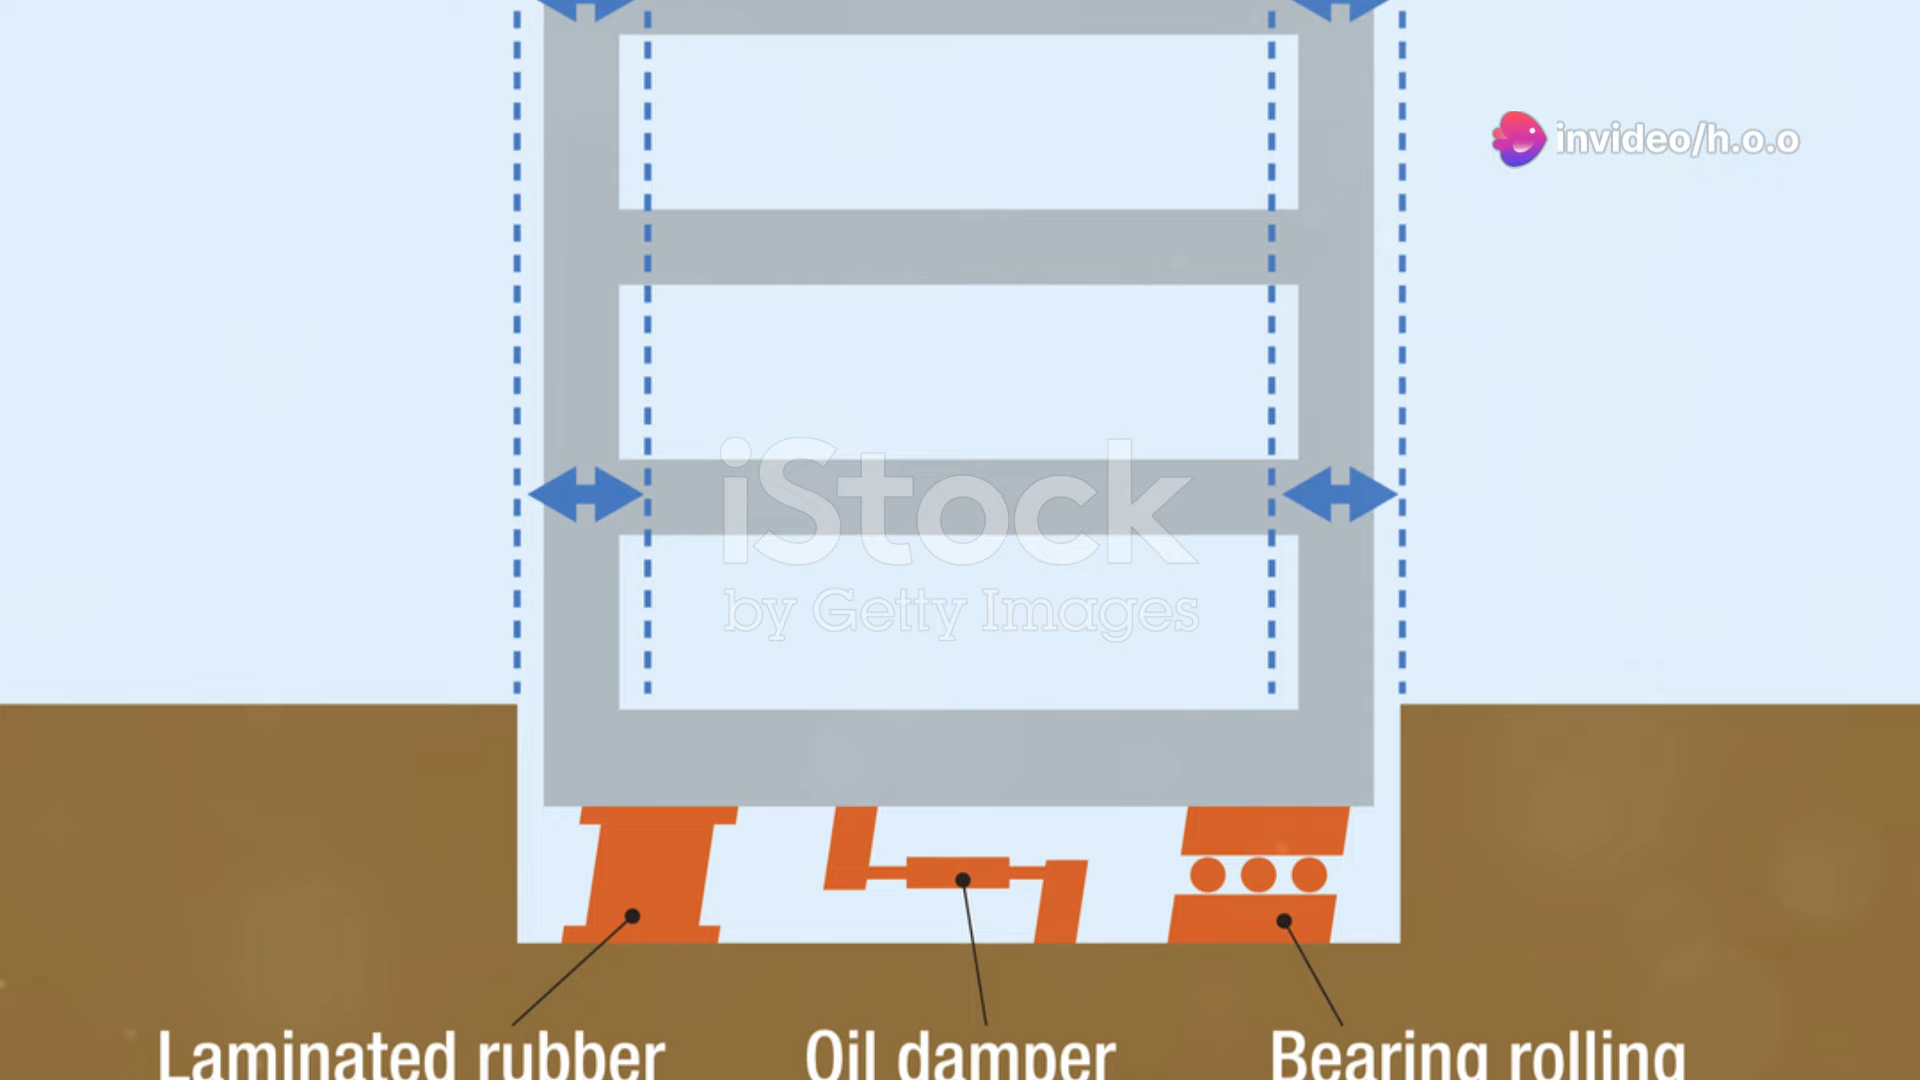 invideo/h.o.o
iStock
by Getty Images
Laminated rubber
Oil damper
Bearing rolling